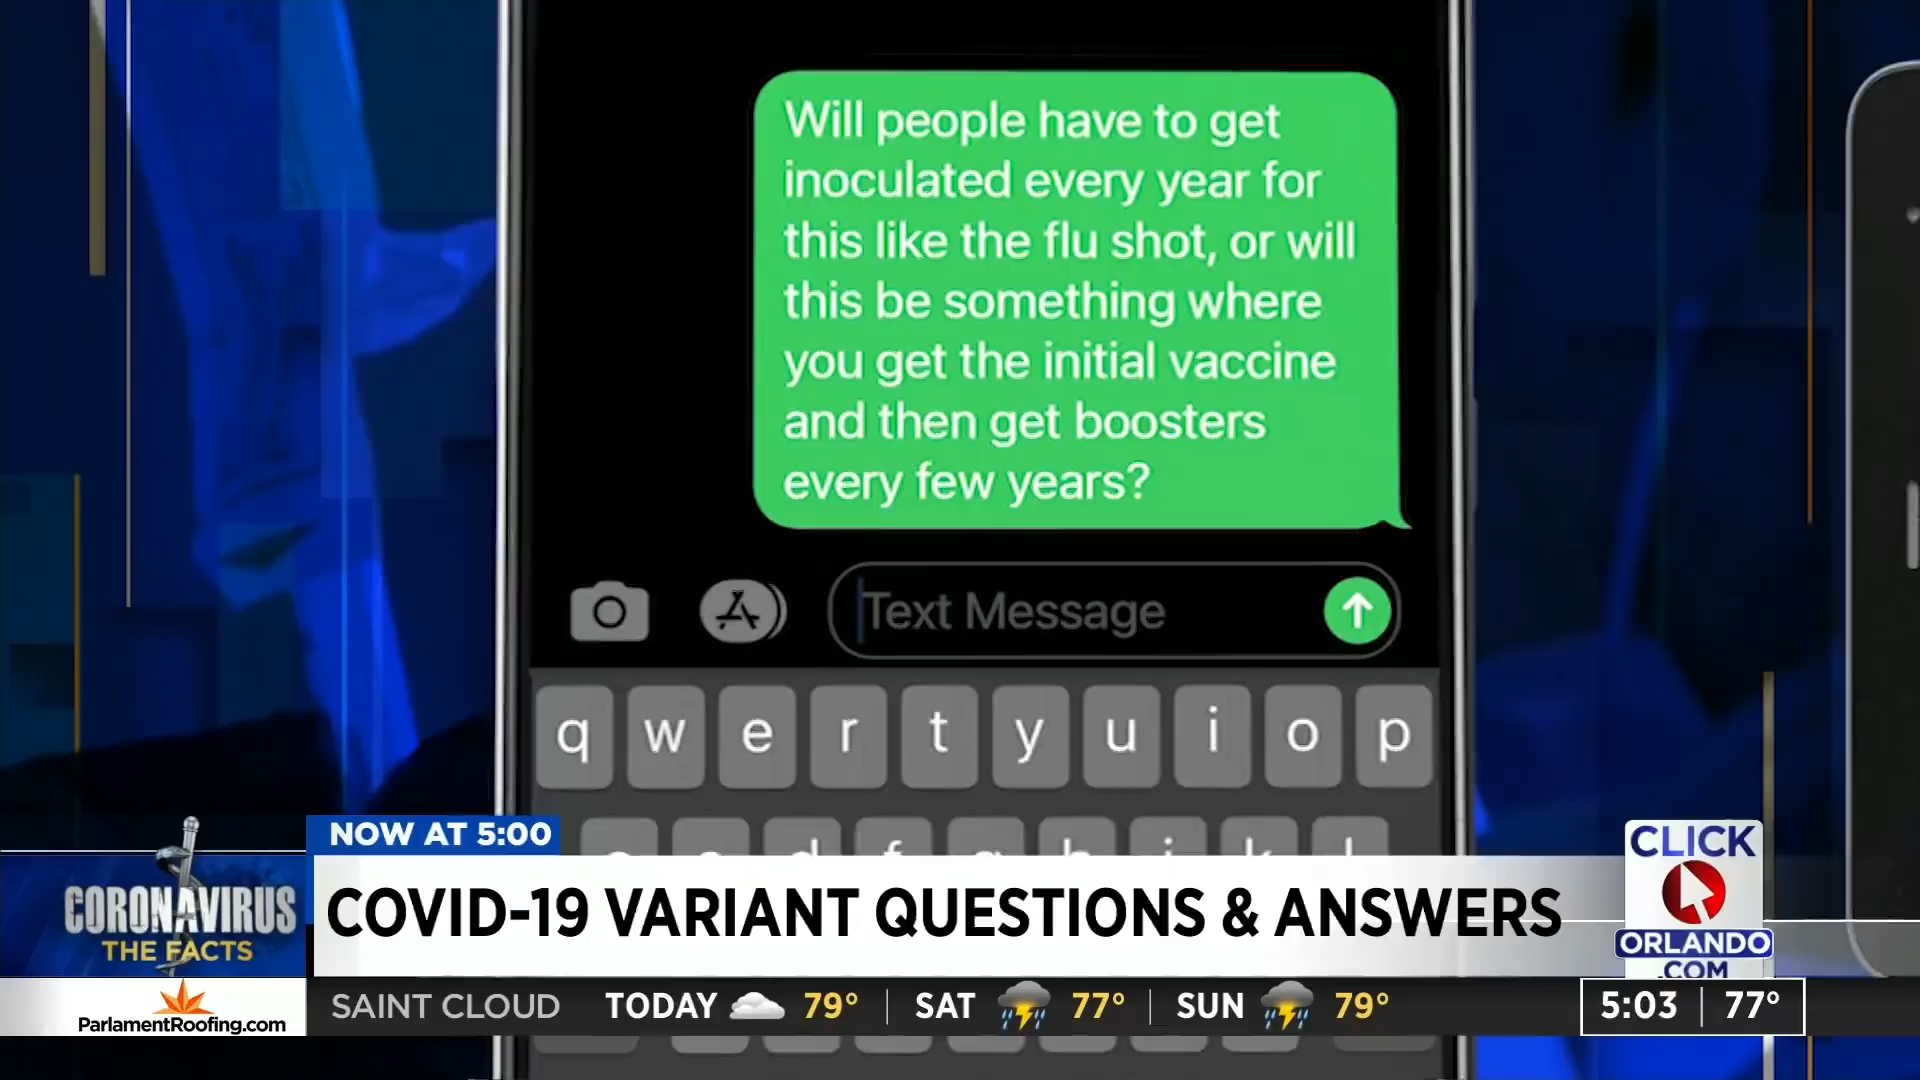 Will people have to get
inoculated every year for
this like the flu shot, or will
this be something where
you get the initial vaccine
and then get boosters
every few years?
Text Message
q w e r t y u i o p
NOW AT 5:00
CORONAVIRUS
THE FACTS
COVID-19 VARIANT QUESTIONS & ANSWERS
CLICK
ORLANDO
.COM
ParlamentRoofing.com
SAINT CLOUD TODAY 79° SAT 77° SUN 79°
5:03 77°